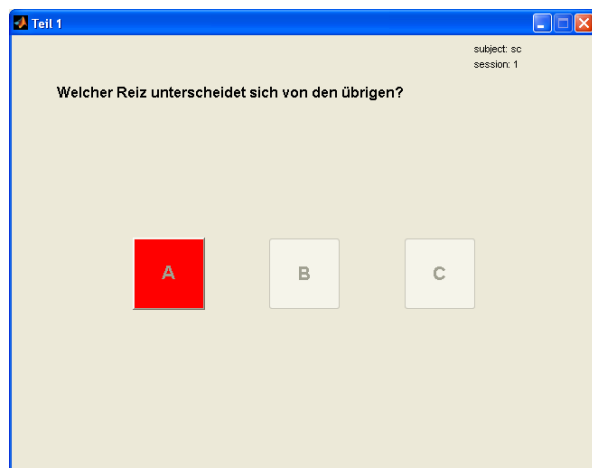 Teil 1
subject: sc
session: 1
Welcher Reiz unterscheidet sich von den übrigen?
A B C